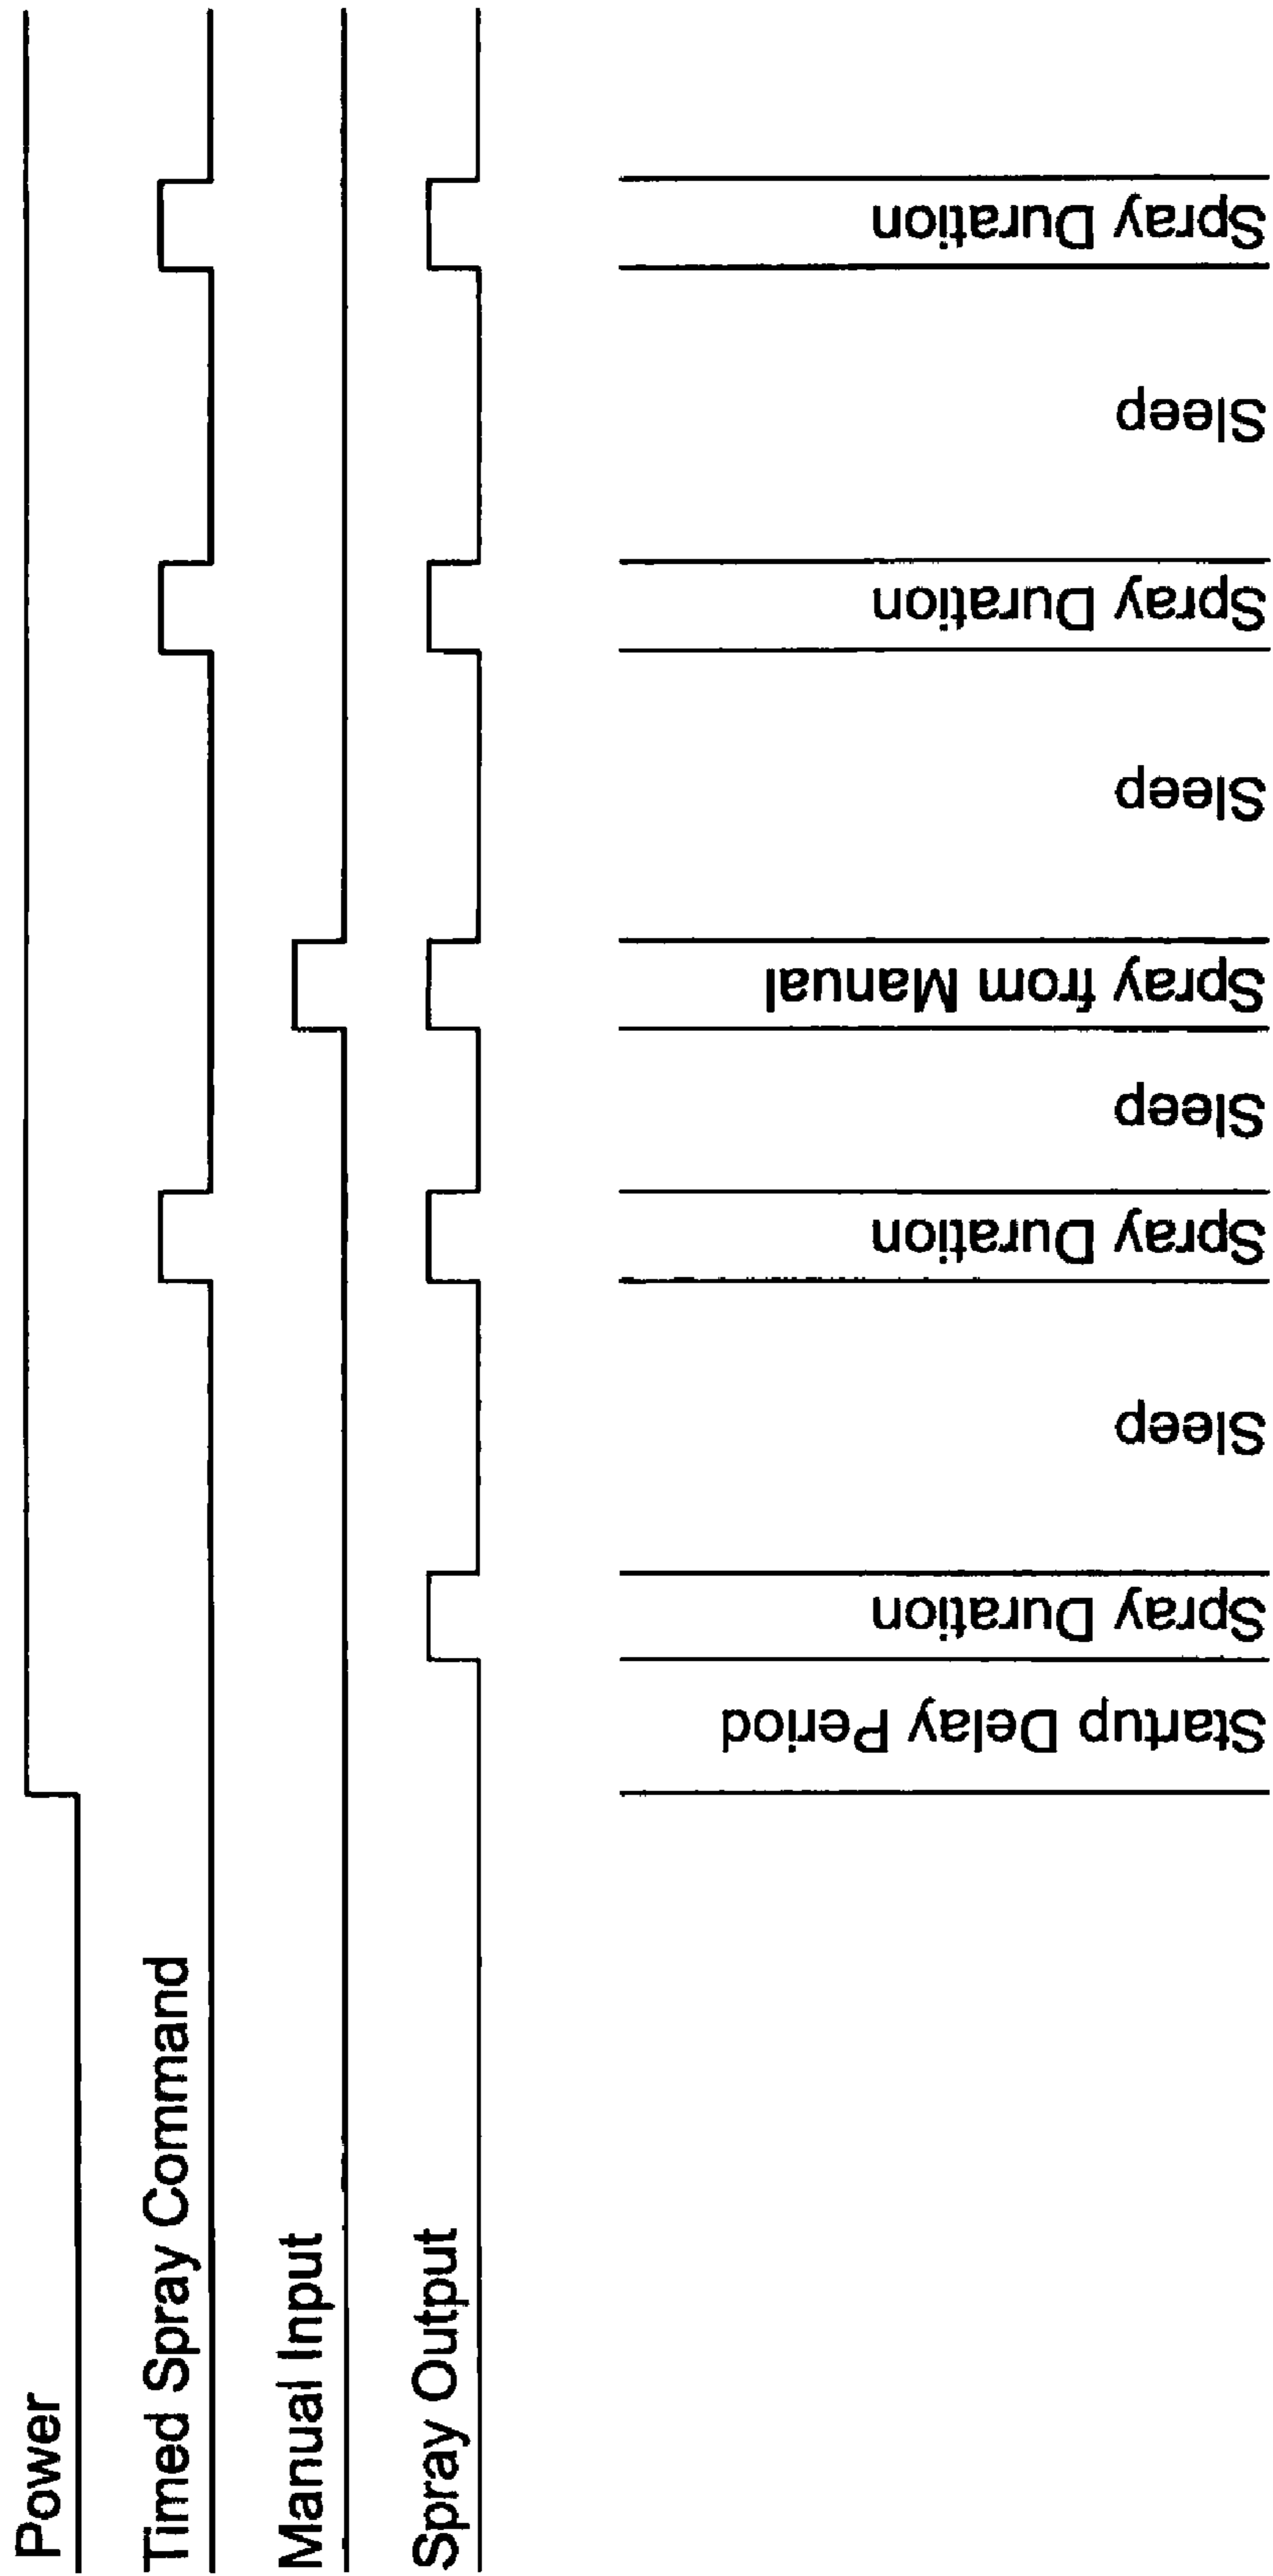 Power
Timed Spray Command
Manual Input
Spray Output
Startup Delay Period
Spray Duration
Sleep
Spray Duration
Sleep
Spray from Manual
Sleep
Spray Duration
Sleep
Spray Duration